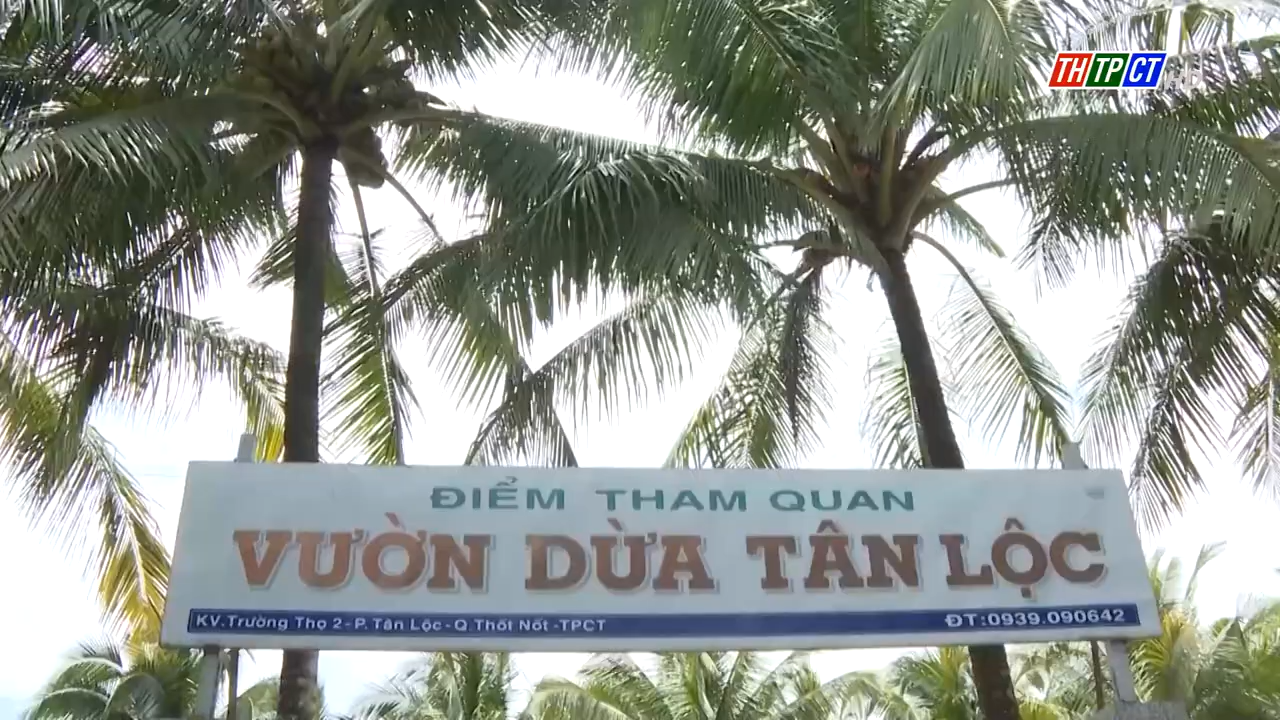 THTPCT
ĐIỂM THAM QUAN
VƯỜN DỪA TÂN LỘC
KV.Trường Thọ 2-P.Tân Lộc-Q.Thốt Nốt-TPCT ĐT:0939.090642